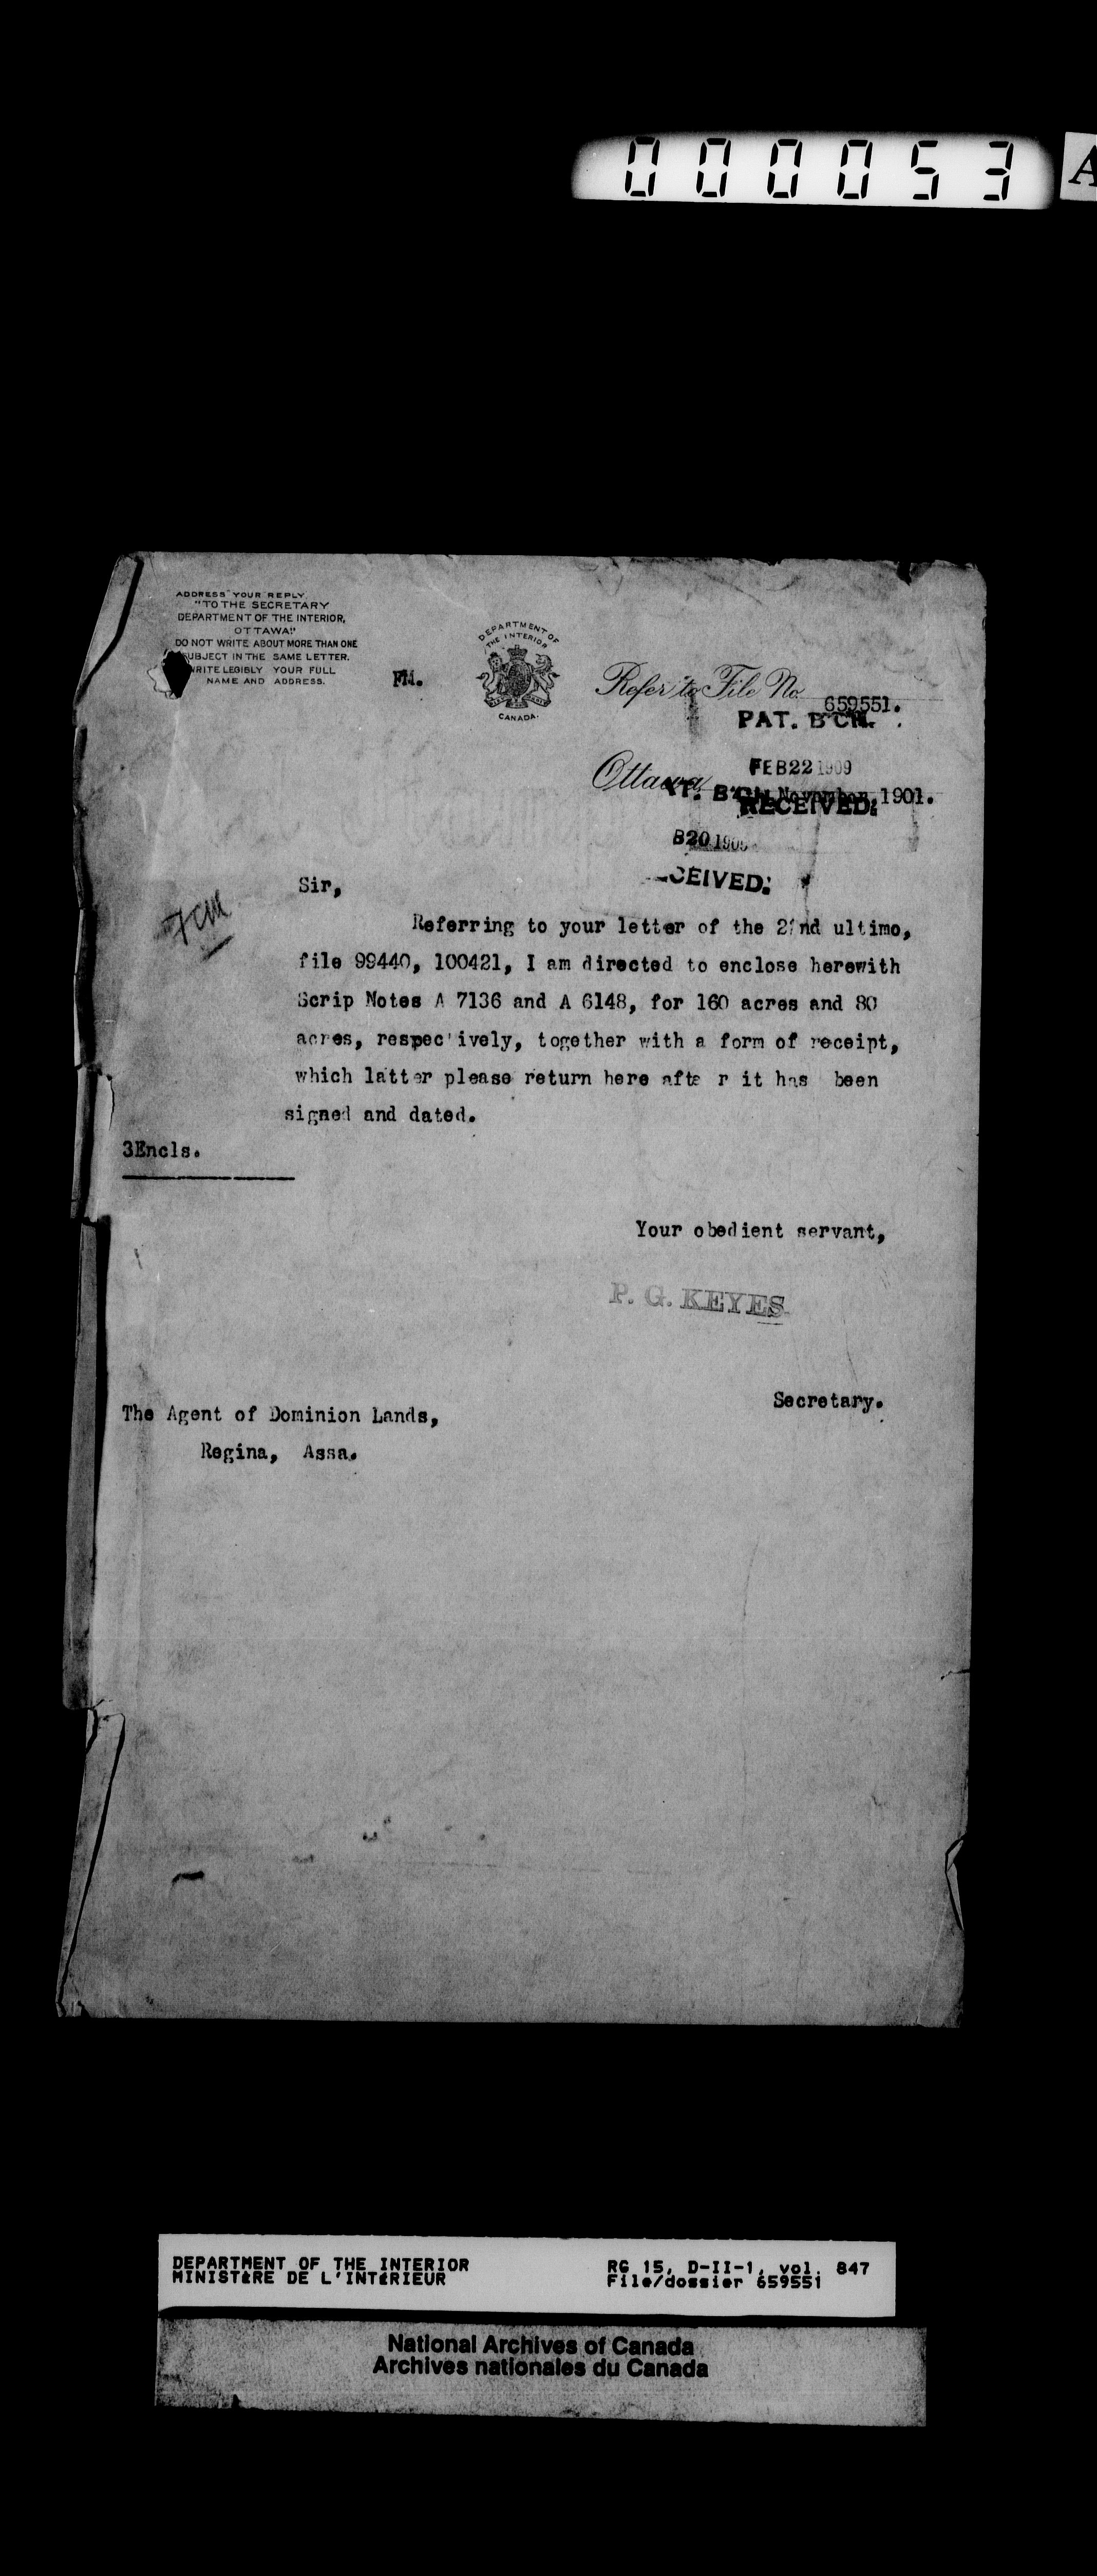 000053
A
ADDRESS YOUR REPLY
"TO THE SECRETARY
DEPARTMENT OF THE INTERIOR,
OTTAWA"
DO NOT WRITE ABOUT MORE THAN ONE
SUBJECT IN THE SAME LETTER.
WRITE LEGIBLY YOUR FULL
NAME AND ADDRESS.
DEPARTMENT OF
THE INTERIOR
CANADA.
Refer to File No 659551.
PAT. B'CH.
FEB 22 1909
Ottawa, November, 1901.
T. B'CH.
RECEIVED.
B20 190
CEIVED.
Sir,
Referring to your letter of the 22nd ultimo,
file 99440, 100421, I am directed to enclose herewith
Scrip Notes A 7136 and A 6148, for 160 acres and 80
acres, respec'ively, together with a form of receipt,
which latter please return here afte r it has been
signed and dated.
3Encls.
Your obedient servant,
P. G. KEYES
Secretary.
The Agent of Dominion Lands,
Regina, Assa.
DEPARTMENT OF THE INTERIOR
MINISTÈRE DE L'INTÉRIEUR
RG 15, D-II-1, vol. 847
File/dossier 659551
National Archives of Canada
Archives nationales du Canada